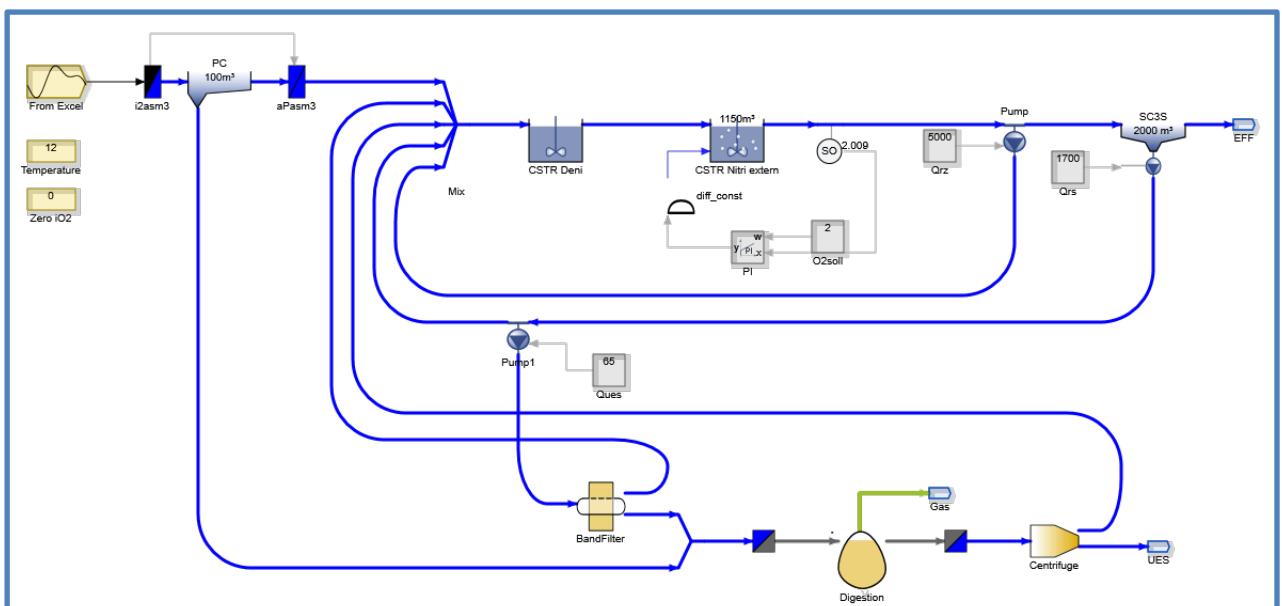 PC
100m³
From Excel
i2asm3
aPasm3
12
Temperature
0
Zero iO2
Mix
CSTR Deni
1150m³
CSTR Nitri extern
SO
2.009
diff_const
y
PI
w
x
PI
2
O2soll
5000
Qrz
Pump
1700
Qrs
SC3S
2000 m³
EFF
Pump1
65
Ques
BandFilter
Gas
Digestion
Centrifuge
UES